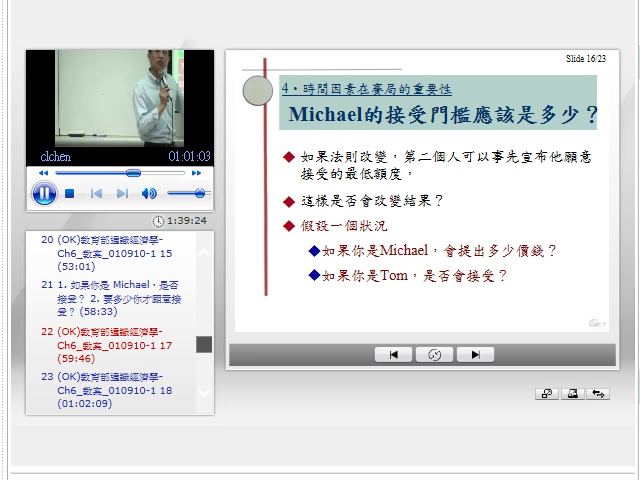 Slide 16/23
4‧時間因素在賽局的重要性
Michael的接受門檻應該是多少？
如果法則改變，第二個人可以事先宣布他願意
接受的最低額度，
這樣是否會改變結果？
假設一個狀況
如果你是Michael，會提出多少價錢？
如果你是Tom，是否會接受？
clchen
01:01:03
1:39:24
20 (OK)教育部通識經濟學-
Ch6_教案_010910-1 15
(53:01)
21 1. 如果你是 Michael，是否
接受？ 2. 要多少你才願意接
受？ (58:33)
22 (OK)教育部通識經濟學-
Ch6_教案_010910-1 17
(59:46)
23 (OK)教育部通識經濟學-
Ch6_教案_010910-1 18
(01:02:09)